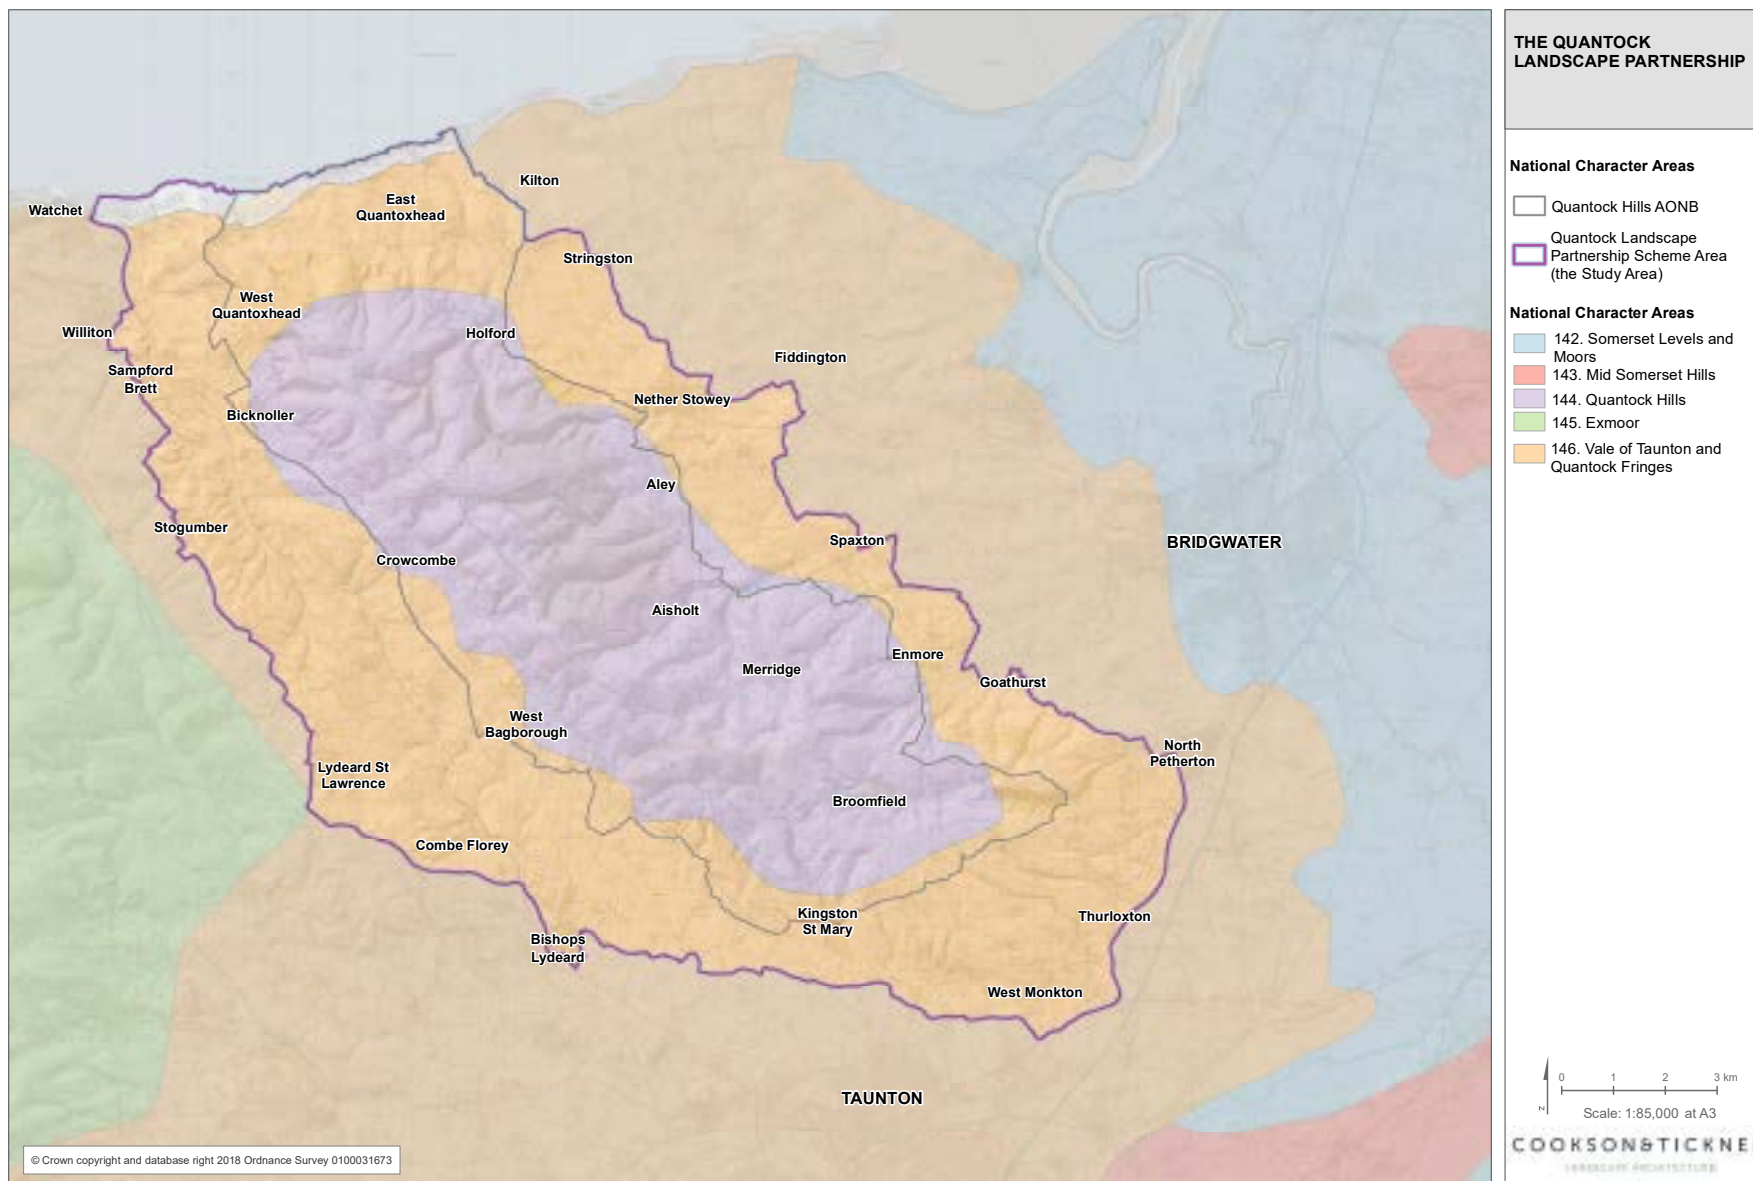 THE QUANTOCK
LANDSCAPE PARTNERSHIP
National Character Areas
Quantock Hills AONB
Quantock Landscape
Partnership Scheme Area
(the Study Area)
National Character Areas
142. Somerset Levels and
Moors
143. Mid Somerset Hills
144. Quantock Hills
145. Exmoor
146. Vale of Taunton and
Quantock Fringes
Kilton
Watchet
East
Quantoxhead
Stringston
West
Quantoxhead
Williton
Holford
Sampford
Brett
Fiddington
Nether Stowey
Bicknoller
Aley
Stogumber
Spaxton
BRIDGWATER
Crowcombe
Aisholt
Enmore
Merridge
Goathurst
West
Bagborough
North
Petherton
Lydeard St
Lawrence
Broomfield
Combe Florey
Kingston
St Mary
Thurloxton
Bishops
Lydeard
West Monkton
TAUNTON
© Crown copyright and database right 2018 Ordnance Survey 0100031673
N
0 1 2 3 km
Scale: 1:85,000 at A3
COOKSON&TICKNE
LANDSCAPE ARCHITECTURE